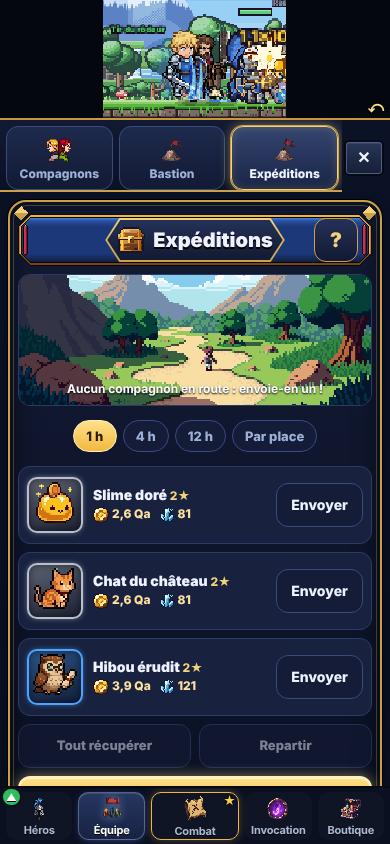 Compagnons
Bastion
Expéditions
×
Expéditions
?
Aucun compagnon en route : envoie-en un !
1 h
4 h
12 h
Par place
Slime doré 2★
2,6 Qa 81
Envoyer
Chat du château 2★
2,6 Qa 81
Envoyer
Hibou érudit 2★
3,9 Qa 121
Envoyer
Tout récupérer
Repartir
Héros
Équipe
Combat
Invocation
Boutique